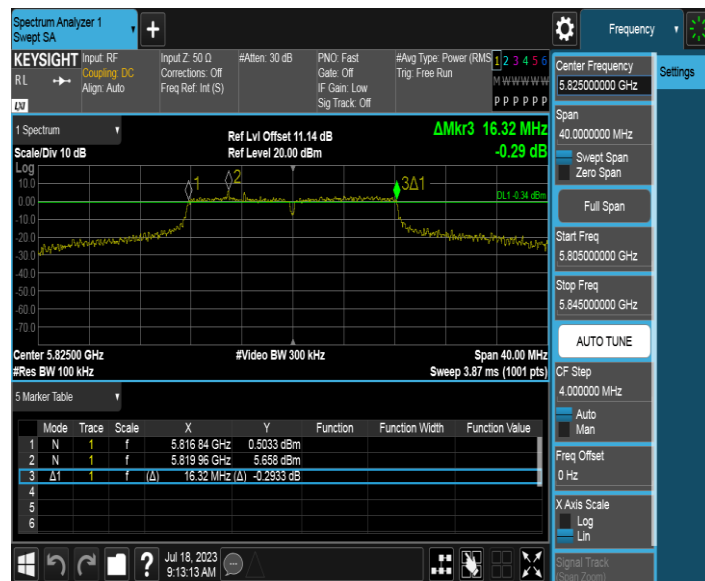 Spectrum Analyzer 1
Swept SA
+
Frequency
KEYSIGHT
RL
LXI
Input: RF
Coupling: DC
Align: Auto
Input Z: 50 Ω
Corrections: Off
Freq Ref: Int (S)
#Atten: 30 dB
PNO: Fast
Gate: Off
IF Gain: Low
Sig Track: Off
#Avg Type: Power (RMS
Trig: Free Run
1 2 3 4 5 6
M W W W W W
P P P P P P
Settings
1 Spectrum
Scale/Div 10 dB
Ref Lvl Offset 11.14 dB
Ref Level 20.00 dBm
ΔMkr3 16.32 MHz
-0.29 dB
Log
10.0
0.00
-10.0
-20.0
-30.0
-40.0
-50.0
-60.0
-70.0
1
2
3Δ1
DL1 -0.34 dBm
Center 5.82500 GHz
#Res BW 100 kHz
#Video BW 300 kHz
Span 40.00 MHz
Sweep 3.87 ms (1001 pts)
5 Marker Table
Mode Trace Scale X Y Function Function Width Function Value
1 N 1 f 5.816 84 GHz 0.5033 dBm
2 N 1 f 5.819 96 GHz 5.658 dBm
3 Δ1 1 f (Δ) 16.32 MHz (Δ) -0.2933 dB
4
5
6
Center Frequency
5.825000000 GHz
Span
40.0000000 MHz
Swept Span
Zero Span
Full Span
Start Freq
5.805000000 GHz
Stop Freq
5.845000000 GHz
AUTO TUNE
CF Step
4.000000 MHz
Auto
Man
Freq Offset
0 Hz
X Axis Scale
Log
Lin
Signal Track
(Span Zoom)
?
Jul 18, 2023
9:13:13 AM